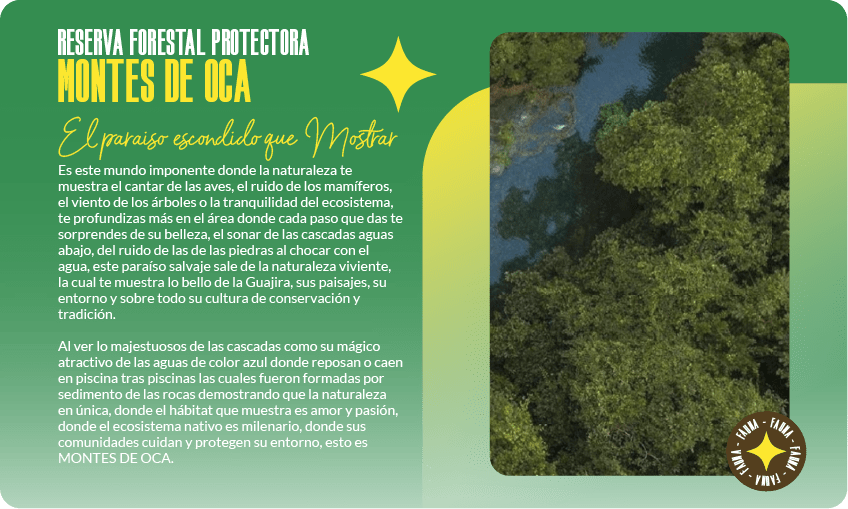 RESERVA FORESTAL PROTECTORA
MONTES DE OCA
El paraiso escondido que Mostrar
Es este mundo imponente donde la naturaleza te
muestra el cantar de las aves, el ruido de los mamíferos,
el viento de los árboles o la tranquilidad del ecosistema,
te profundizas más en el área donde cada paso que das te
sorprendes de su belleza, el sonar de las cascadas aguas
abajo, del ruido de las de las piedras al chocar con el
agua, este paraíso salvaje sale de la naturaleza viviente,
la cual te muestra lo bello de la Guajira, sus paisajes, su
entorno y sobre todo su cultura de conservación y
tradición.
Al ver lo majestuosos de las cascadas como su mágico
atractivo de las aguas de color azul donde reposan o caen
en piscina tras piscinas las cuales fueron formadas por
sedimento de las rocas demostrando que la naturaleza
en única, donde el hábitat que muestra es amor y pasión,
donde el ecosistema nativo es milenario, donde sus
comunidades cuidan y protegen su entorno, esto es
MONTES DE OCA.
FAUNA - FAUNA - FAUNA - FAUNA - FAUNA -